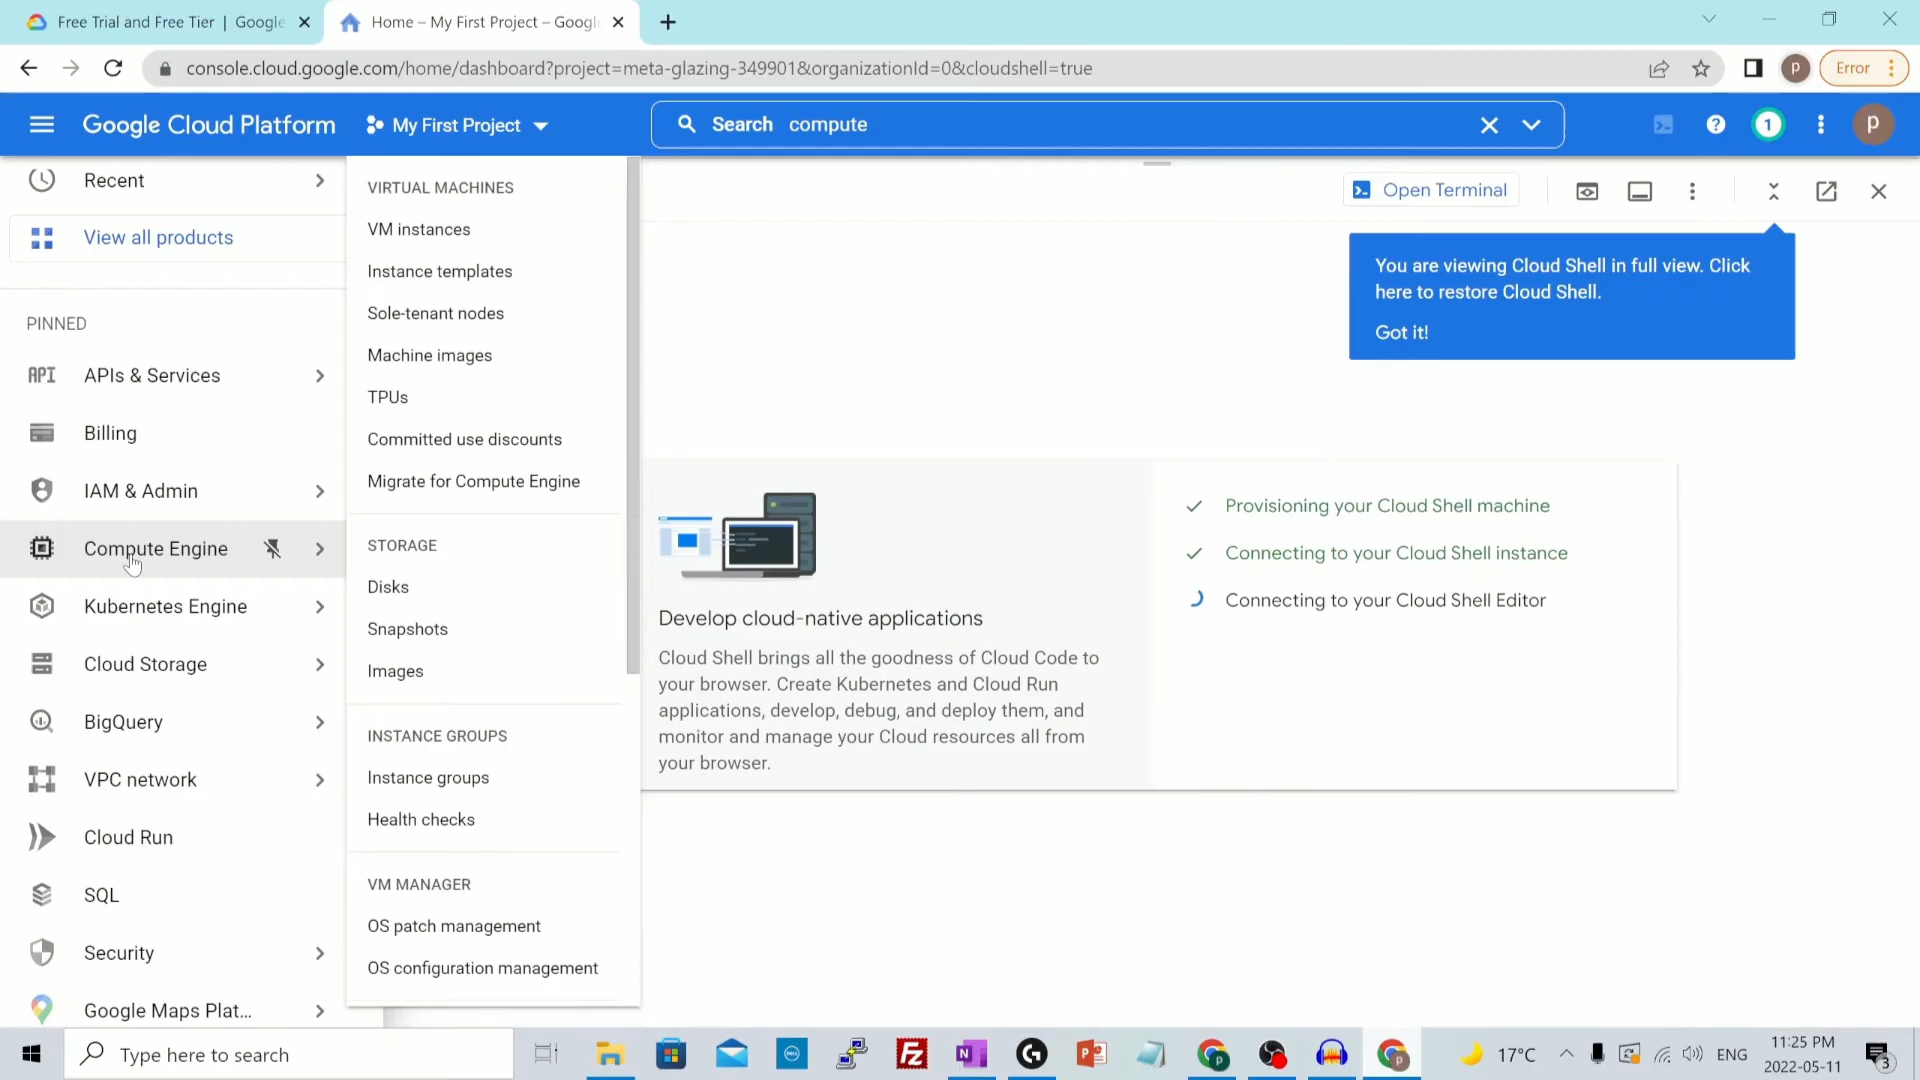 Free Trial and Free Tier | Google
Home – My First Project – Googl
console.cloud.google.com/home/dashboard?project=meta-glazing-349901&organizationId=0&cloudshell=true
p
Error
Google Cloud Platform
My First Project
Search compute
1
p
Recent
View all products
PINNED
API APIs & Services
Billing
IAM & Admin
Compute Engine
Kubernetes Engine
Cloud Storage
BigQuery
VPC network
Cloud Run
SQL
Security
Google Maps Plat...
VIRTUAL MACHINES
VM instances
Instance templates
Sole-tenant nodes
Machine images
TPUs
Committed use discounts
Migrate for Compute Engine
STORAGE
Disks
Snapshots
Images
INSTANCE GROUPS
Instance groups
Health checks
VM MANAGER
OS patch management
OS configuration management
Open Terminal
You are viewing Cloud Shell in full view. Click
here to restore Cloud Shell.
Got it!
Develop cloud-native applications
Cloud Shell brings all the goodness of Cloud Code to
your browser. Create Kubernetes and Cloud Run
applications, develop, debug, and deploy them, and
monitor and manage your Cloud resources all from
your browser.
Provisioning your Cloud Shell machine
Connecting to your Cloud Shell instance
Connecting to your Cloud Shell Editor
Type here to search
17°C
ENG
11:25 PM
2022-05-11
3